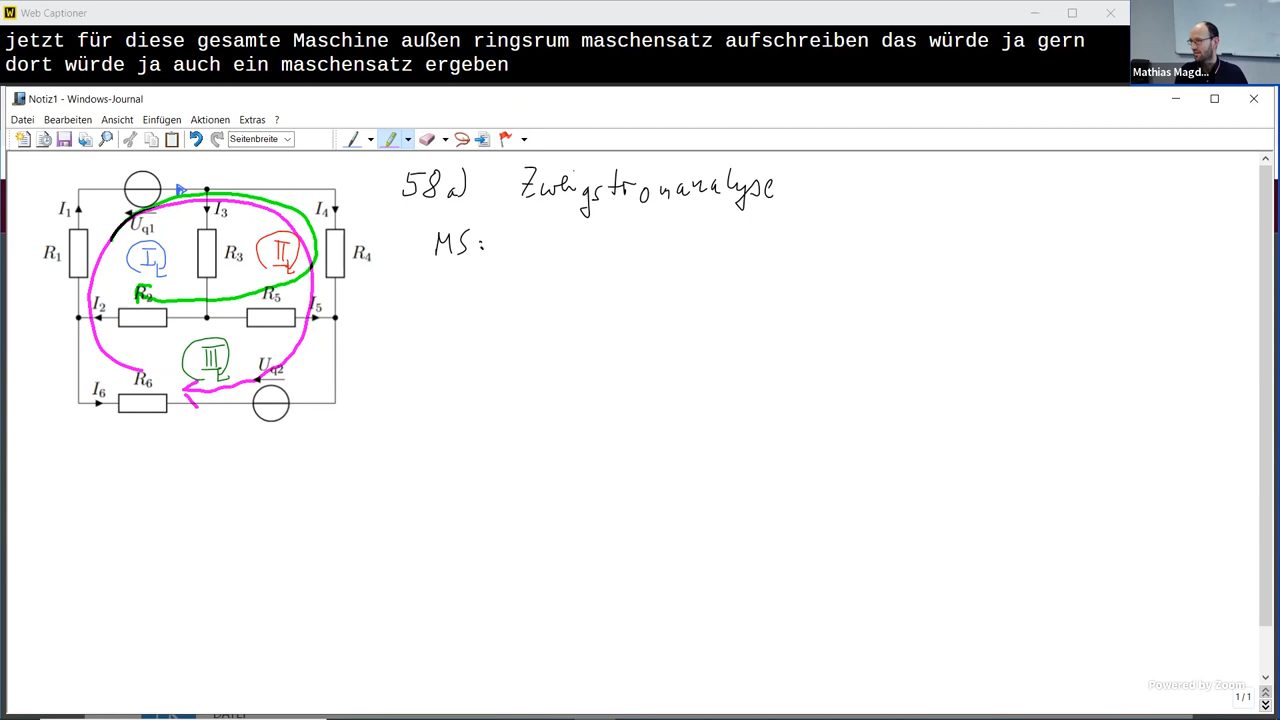 Web Captioner
jetzt für diese gesamte Maschine außen ringsrum maschensatz aufschreiben das würde ja gern
dort würde ja auch ein maschensatz ergeben
Mathias Magd...
Notiz1 - Windows-Journal
Datei Bearbeiten Ansicht Einfügen Aktionen Extras ?
Seitenbreite
58a) Zweigstromanalyse
MS:
I1 Uq1 I3 I4
R1 I R3 II R4
I2 R2 R5 I5
III Uq2
I6 R6
Powered by Zoom
1/1